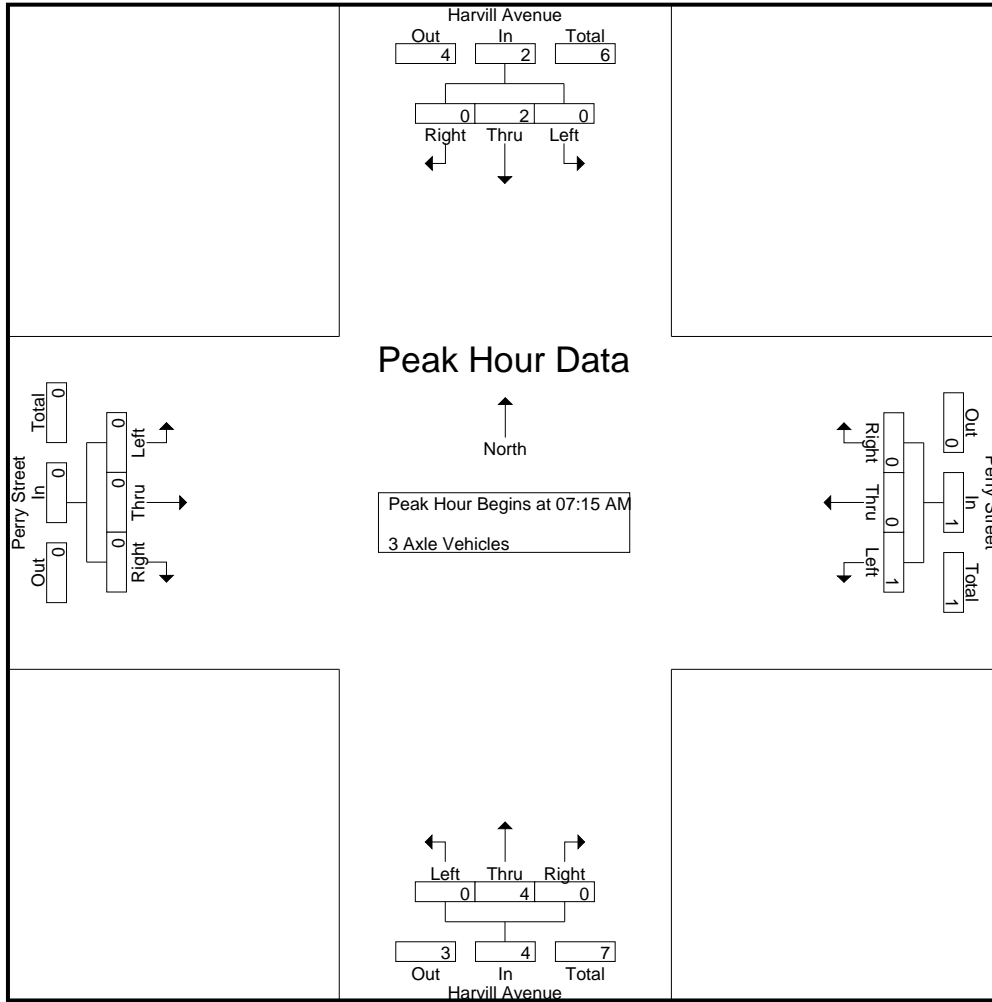 Harvill Avenue
Out In Total
4 2 6
0 2 0
Right Thru Left
Peak Hour Data
North
Peak Hour Begins at 07:15 AM
3 Axle Vehicles
Perry Street
Total In Out
0 0 0
0 0 0
Left Thru Right
Right Thru Left
0 0 1
Out In Total
0 1 1
Perry Street
Left Thru Right
0 4 0
3 4 7
Out In Total
Harvill Avenue